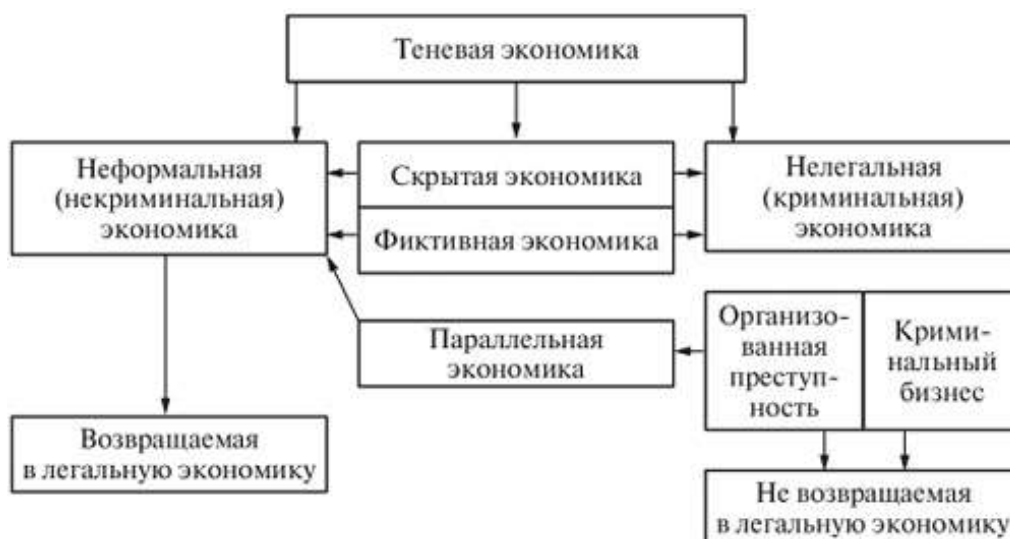 Теневая экономика
Неформальная
(некриминальная)
экономика
Скрытая экономика
Фиктивная экономика
Нелегальная
(криминальная)
экономика
Параллельная
экономика
Организо-
ванная
преступ-
ность
Крими-
нальный
бизнес
Возвращаемая
в легальную экономику
Не возвращаемая
в легальную экономику